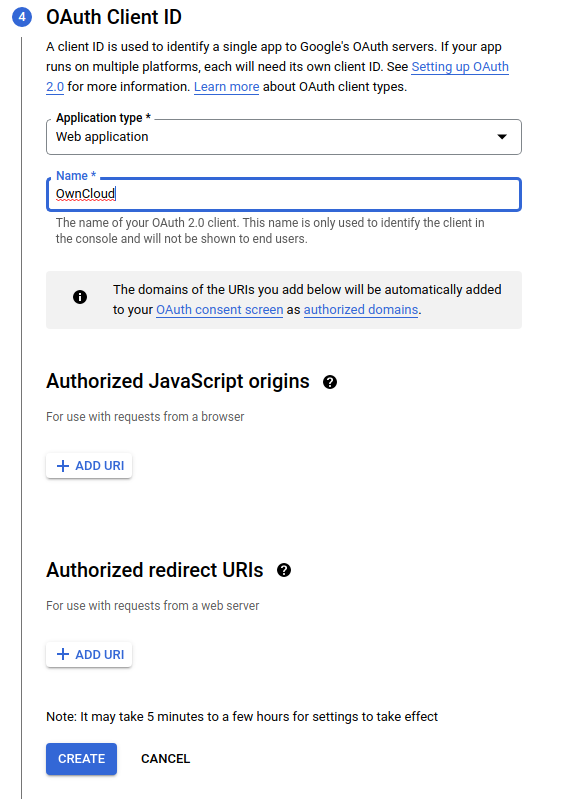 4 OAuth Client ID
A client ID is used to identify a single app to Google's OAuth servers. If your app
runs on multiple platforms, each will need its own client ID. See Setting up OAuth
2.0 for more information. Learn more about OAuth client types.
Application type *
Web application
Name *
OwnCloud
The name of your OAuth 2.0 client. This name is only used to identify the client in
the console and will not be shown to end users.
The domains of the URIs you add below will be automatically added
to your OAuth consent screen as authorized domains.
Authorized JavaScript origins
For use with requests from a browser
+ ADD URI
Authorized redirect URIs
For use with requests from a web server
+ ADD URI
Note: It may take 5 minutes to a few hours for settings to take effect
CREATE CANCEL